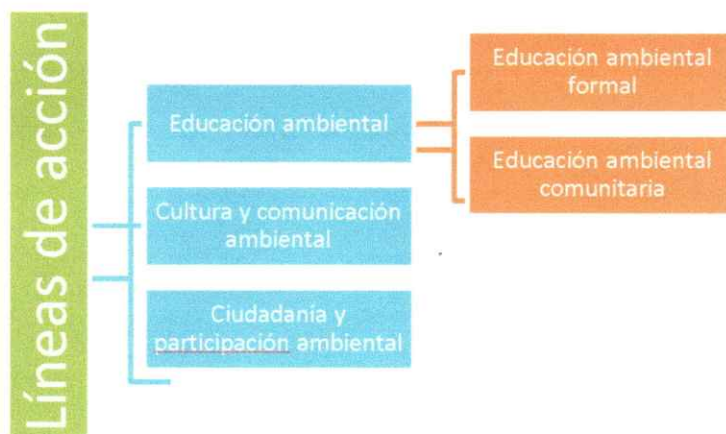 Líneas de acción
Educación ambiental
Educación ambiental
formal
Educación ambiental
comunitaria
Cultura y comunicación
ambiental
Ciudadanía y
participación ambiental